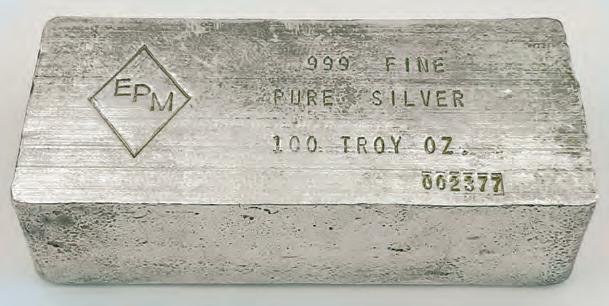 EPM
999 FINE
PURE SILVER
100 TROY OZ.
002377